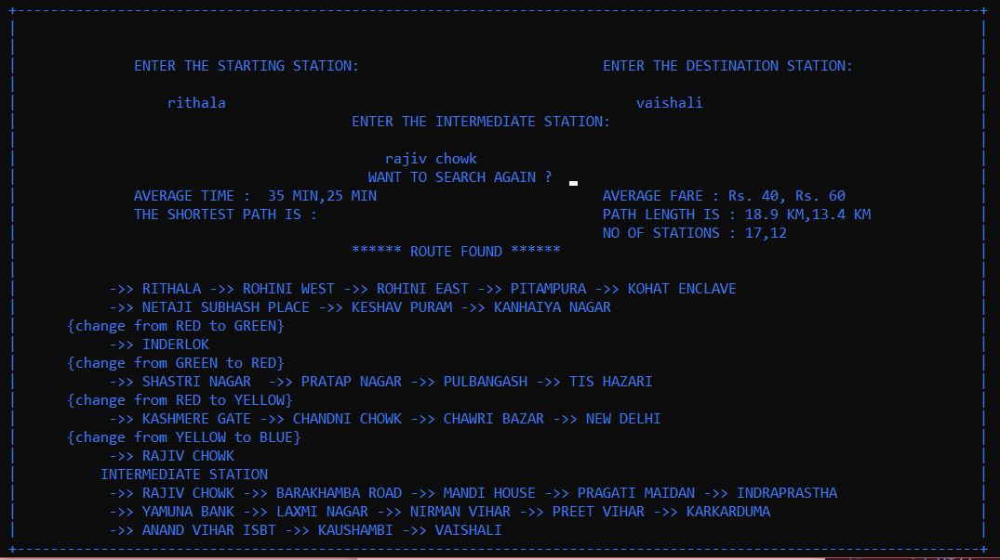 ENTER THE STARTING STATION: ENTER THE DESTINATION STATION:
rithala vaishali
ENTER THE INTERMEDIATE STATION:
rajiv chowk
WANT TO SEARCH AGAIN ?
AVERAGE TIME : 35 MIN,25 MIN AVERAGE FARE : Rs. 40, Rs. 60
THE SHORTEST PATH IS : PATH LENGTH IS : 18.9 KM,13.4 KM
NO OF STATIONS : 17,12
****** ROUTE FOUND ******
->> RITHALA ->> ROHINI WEST ->> ROHINI EAST ->> PITAMPURA ->> KOHAT ENCLAVE
->> NETAJI SUBHASH PLACE ->> KESHAV PURAM ->> KANHAIYA NAGAR
{change from RED to GREEN}
->> INDERLOK
{change from GREEN to RED}
->> SHASTRI NAGAR ->> PRATAP NAGAR ->> PULBANGASH ->> TIS HAZARI
{change from RED to YELLOW}
->> KASHMERE GATE ->> CHANDNI CHOWK ->> CHAWRI BAZAR ->> NEW DELHI
{change from YELLOW to BLUE}
->> RAJIV CHOWK
INTERMEDIATE STATION
->> RAJIV CHOWK ->> BARAKHAMBA ROAD ->> MANDI HOUSE ->> PRAGATI MAIDAN ->> INDRAPRASTHA
->> YAMUNA BANK ->> LAXMI NAGAR ->> NIRMAN VIHAR ->> PREET VIHAR ->> KARKARDUMA
->> ANAND VIHAR ISBT ->> KAUSHAMBI ->> VAISHALI